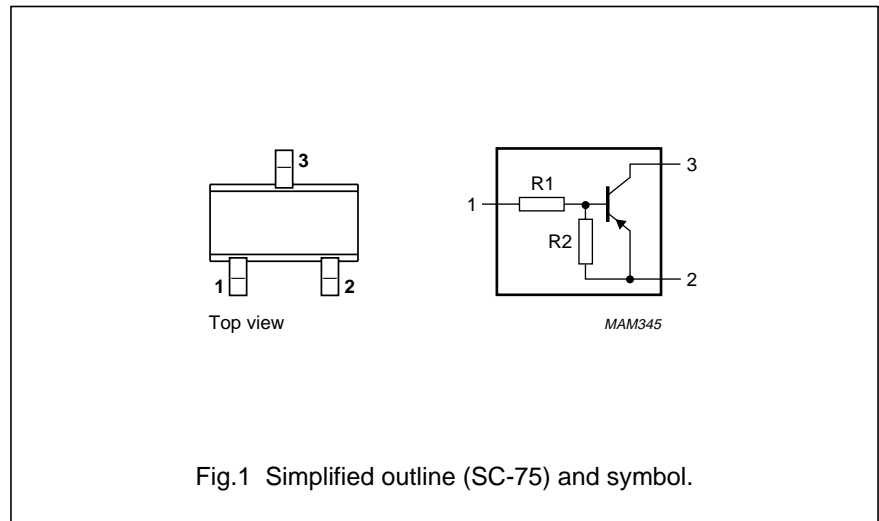 3
1
2
Top view
R1
R2
1
3
2
MAM345
Fig.1 Simplified outline (SC-75) and symbol.